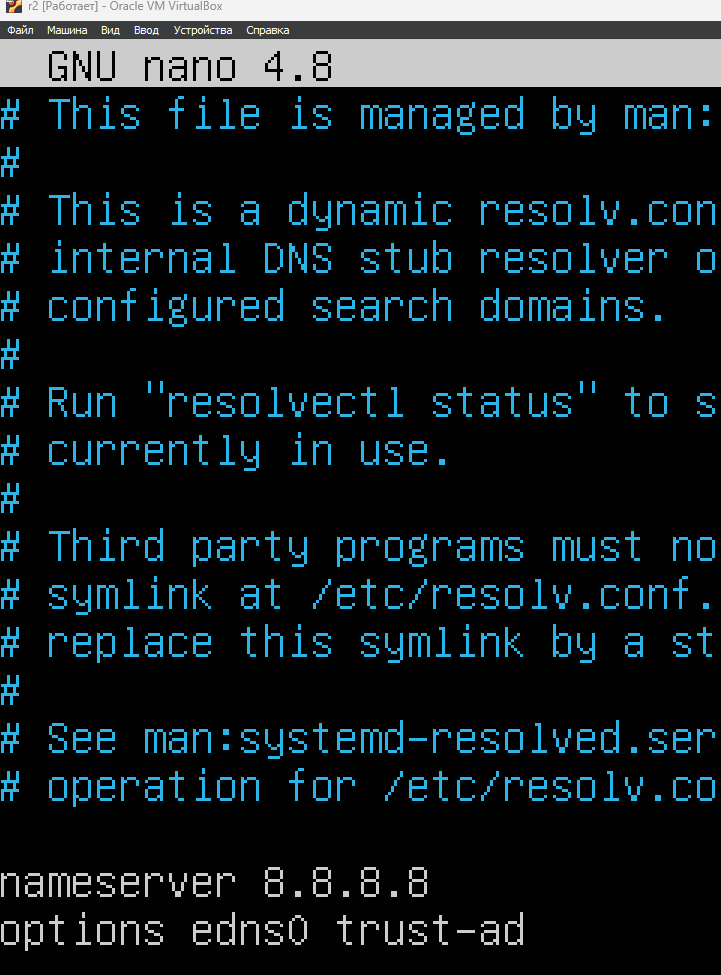 r2 [Работает] - Oracle VM VirtualBox
Файл Машина Вид Ввод Устройства Справка
GNU nano 4.8
# This file is managed by man:
#
# This is a dynamic resolv.con
# internal DNS stub resolver o
# configured search domains.
#
# Run "resolvectl status" to s
# currently in use.
#
# Third party programs must no
# symlink at /etc/resolv.conf.
# replace this symlink by a st
#
# See man:systemd-resolved.ser
# operation for /etc/resolv.co
nameserver 8.8.8.8
options edns0 trust-ad